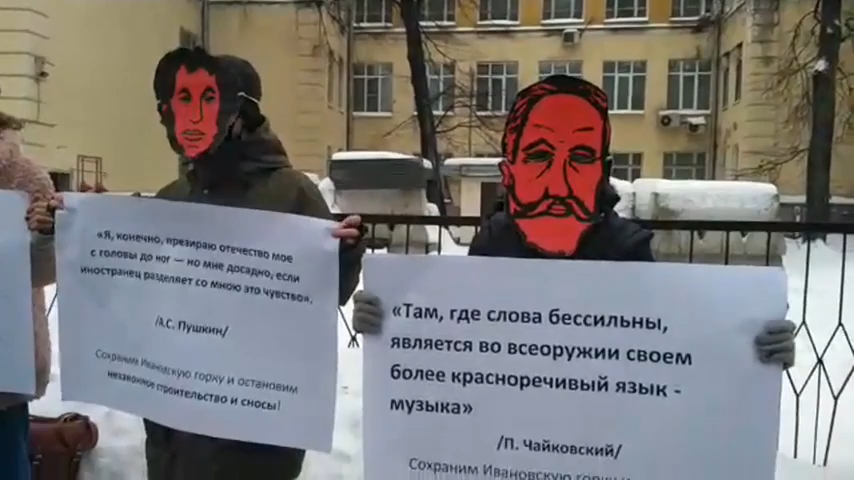 «Я, конечно, презираю отечество мое
с головы до ног — но мне досадно, если
иностранец разделяет со мною это чувство».
/А.С. Пушкин/
Сохраним Ивановскую горку и остановим
незаконное строительство и сносы!
«Там, где слова бессильны,
является во всеоружии своем
более красноречивый язык -
музыка»
/П. Чайковский/
Сохраним Ивановскую